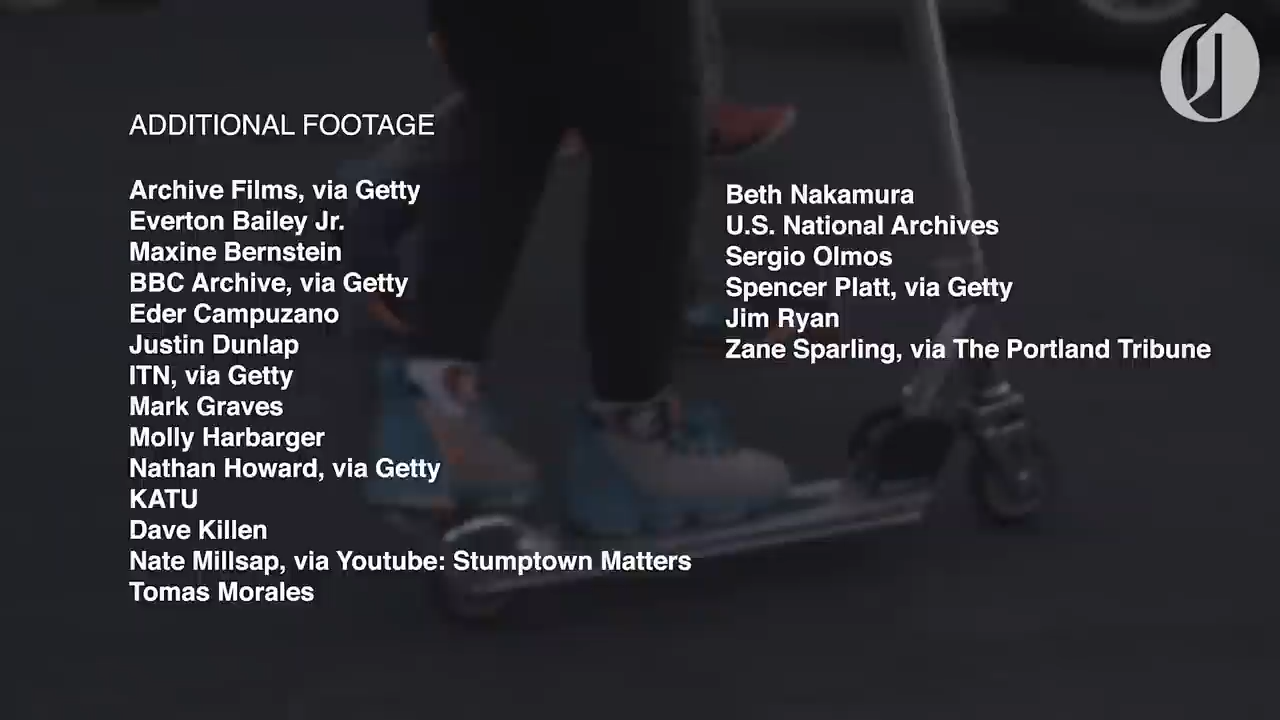 ADDITIONAL FOOTAGE
Archive Films, via Getty
Everton Bailey Jr.
Maxine Bernstein
BBC Archive, via Getty
Eder Campuzano
Justin Dunlap
ITN, via Getty
Mark Graves
Molly Harbarger
Nathan Howard, via Getty
KATU
Dave Killen
Nate Millsap, via Youtube: Stumptown Matters
Tomas Morales
Beth Nakamura
U.S. National Archives
Sergio Olmos
Spencer Platt, via Getty
Jim Ryan
Zane Sparling, via The Portland Tribune
O